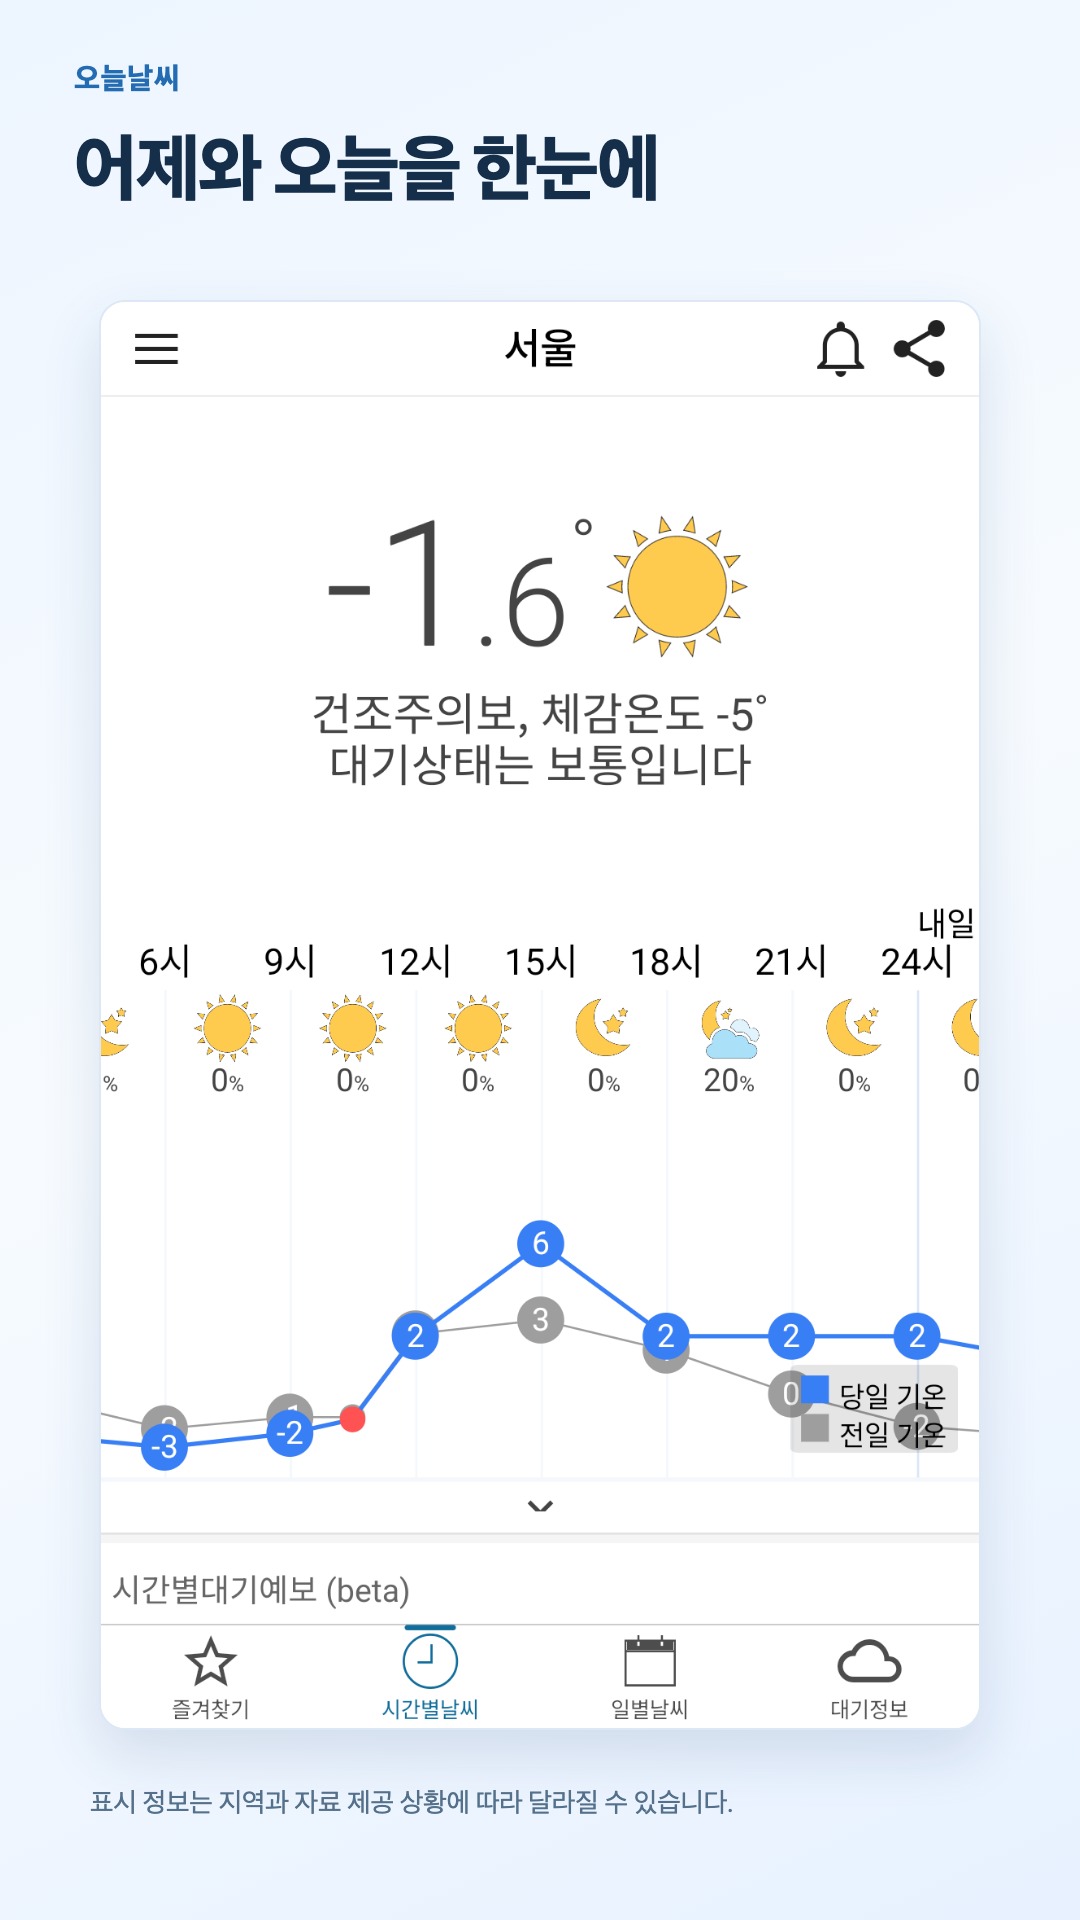 오늘날씨
어제와 오늘을 한눈에
서울
-1.6°
건조주의보, 체감온도 -5°
대기상태는 보통입니다
내일
6시 9시 12시 15시 18시 21시 24시
% 0% 0% 0% 0% 20% 0% 0
6
3
2 2 2 2
0
당일 기온
-2
전일 기온
-3
시간별대기예보 (beta)
즐겨찾기 시간별날씨 일별날씨 대기정보
표시 정보는 지역과 자료 제공 상황에 따라 달라질 수 있습니다.